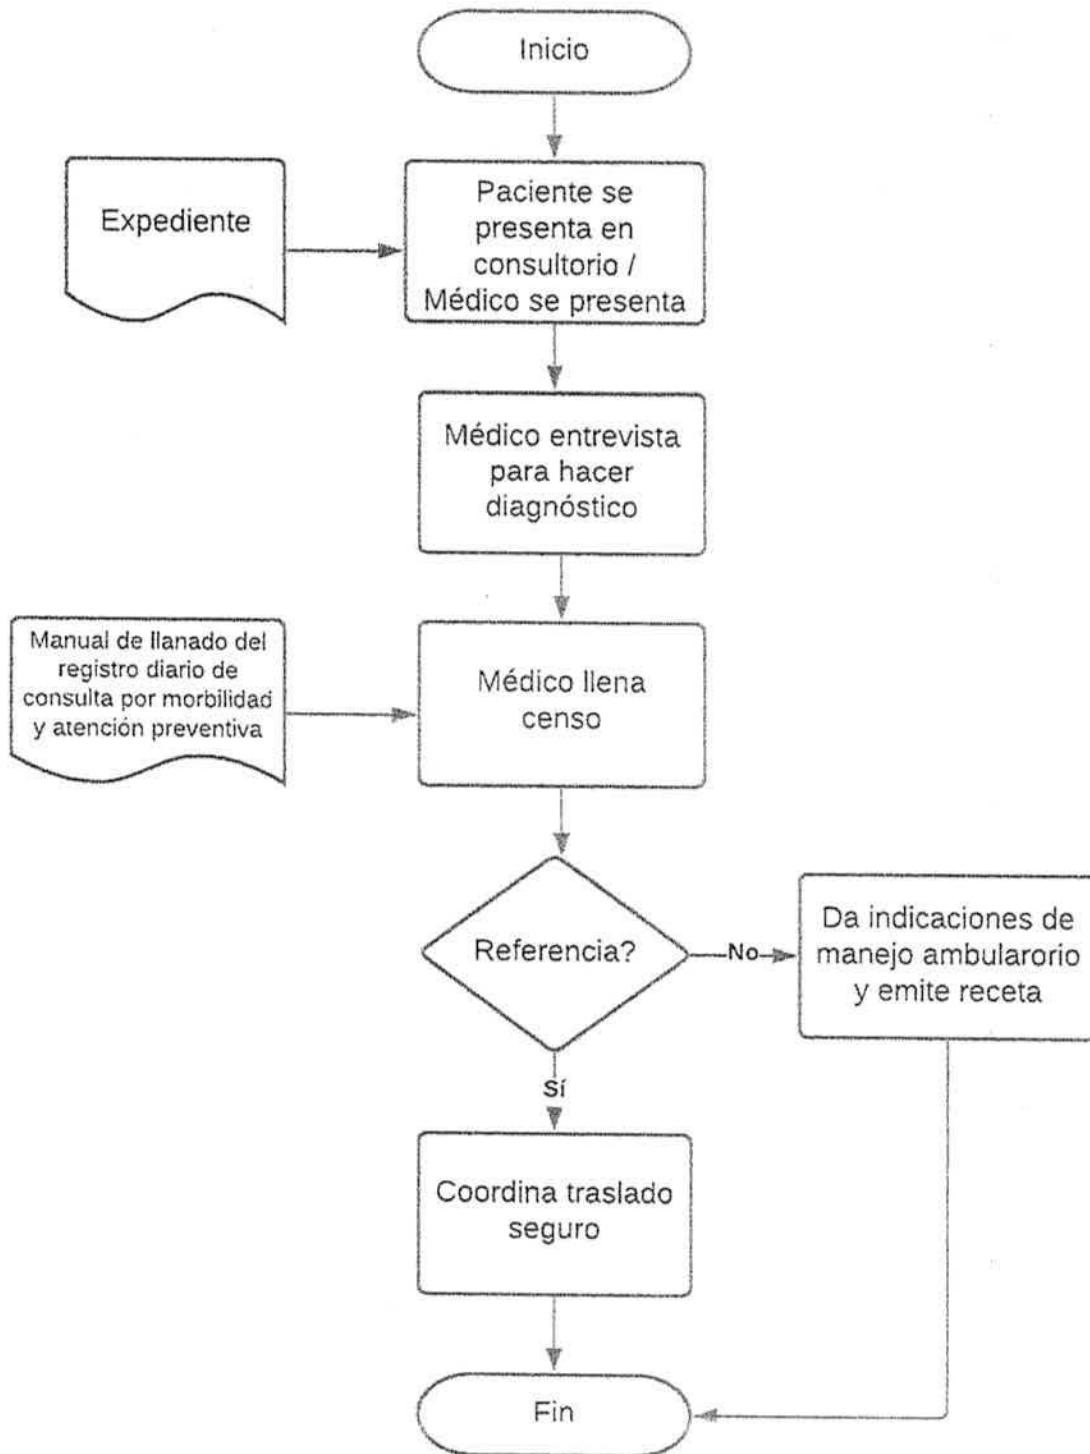 Inicio
Expediente
Paciente se
presenta en
consultorio /
Médico se presenta
Médico entrevista
para hacer
diagnóstico
Manual de llanado del
registro diario de
consulta por morbilidad
y atención preventiva
Médico llena
censo
Referencia?
No
Da indicaciones de
manejo ambularorio
y emite receta
Sí
Coordina traslado
seguro
Fin